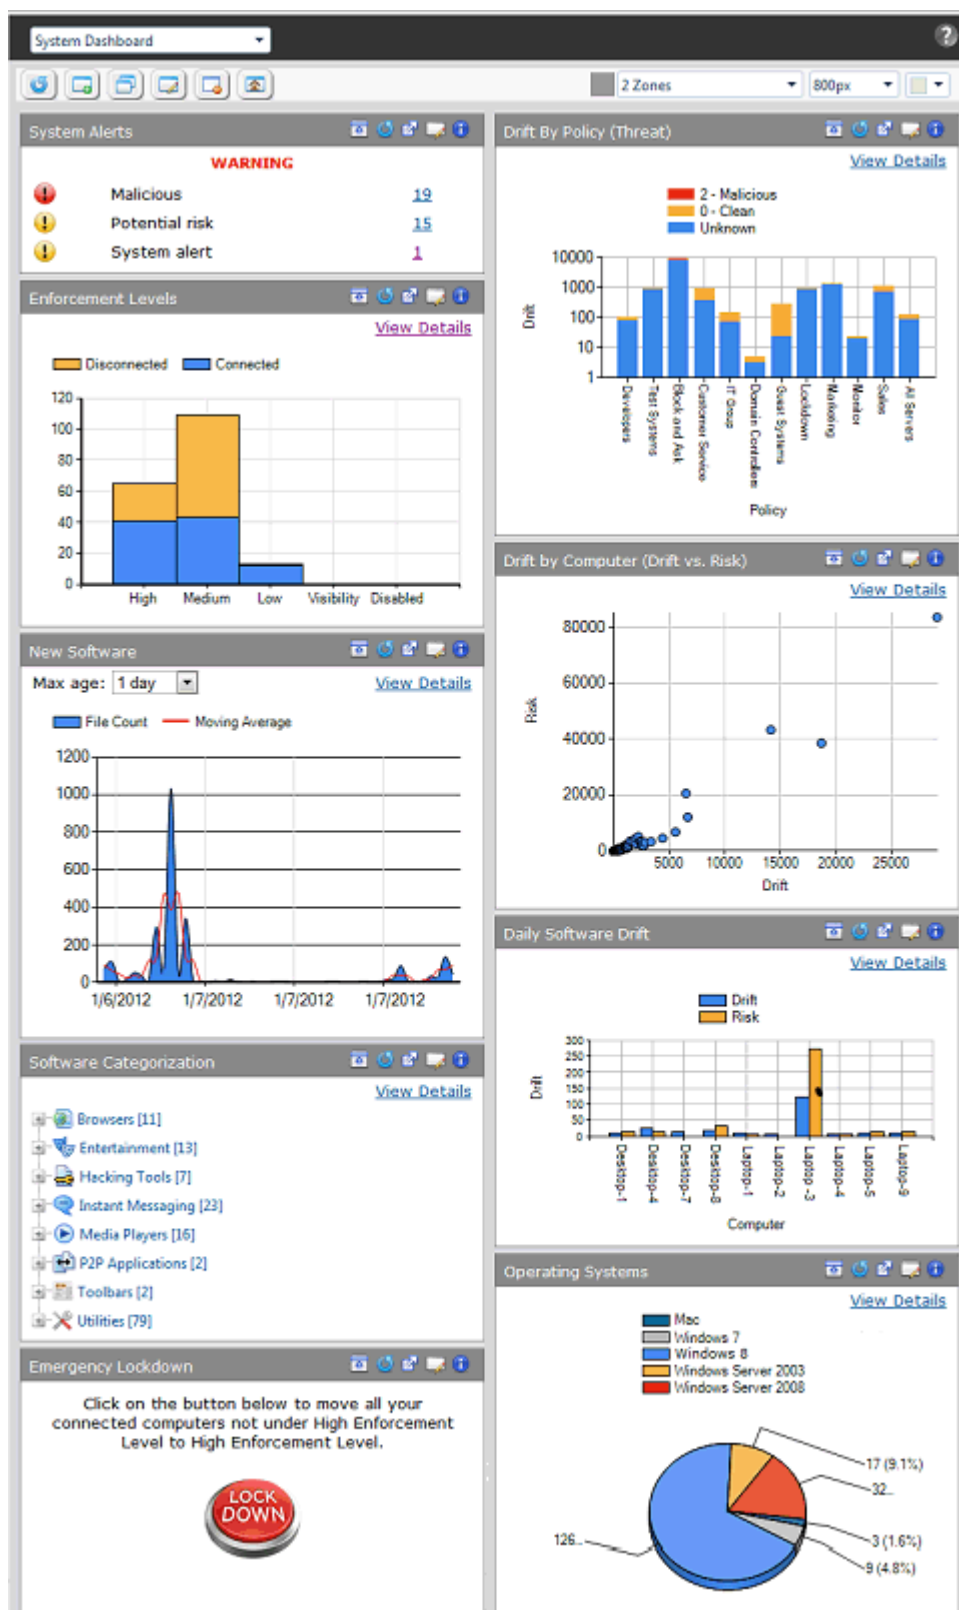 System Dashboard
?
2 Zones
800px
System Alerts
WARNING
Malicious 19
Potential risk 15
System alert 1
Enforcement Levels
View Details
Disconnected Connected
120
100
80
60
40
20
0
High Medium Low Visibility Disabled
New Software
Max age: 1 day View Details
File Count Moving Average
1200
1000
800
600
400
200
0
1/6/2012 1/7/2012 1/7/2012 1/7/2012
Software Categorization
View Details
Browsers [11]
Entertainment [13]
Hacking Tools [7]
Instant Messaging [23]
Media Players [16]
P2P Applications [2]
Toolbars [2]
Utilities [79]
Emergency Lockdown
Click on the button below to move all your
connected computers not under High Enforcement
Level to High Enforcement Level.
LOCK
DOWN
Drift By Policy (Threat)
View Details
2 - Malicious
0 - Clean
Unknown
10000
1000
100
10
1
Drift
Developers
Test Systems
Block and Ask
Customer Service
IT Group
Domain Controllers
Guest Systems
Lockdown
Marketing
Monitor
Sales
All Servers
Policy
Drift by Computer (Drift vs. Risk)
View Details
80000
60000
40000
20000
0
Risk
5000 10000 15000 20000 25000
Drift
Daily Software Drift
View Details
Drift
Risk
300
250
200
150
100
50
0
Drift
Desktop-1
Desktop-4
Desktop-7
Desktop-8
Laptop-1
Laptop-2
Laptop -3
Laptop-4
Laptop-5
Laptop-9
Computer
Operating Systems
View Details
Mac
Windows 7
Windows 8
Windows Server 2003
Windows Server 2008
17 (9.1%)
32...
3 (1.6%)
9 (4.8%)
126...